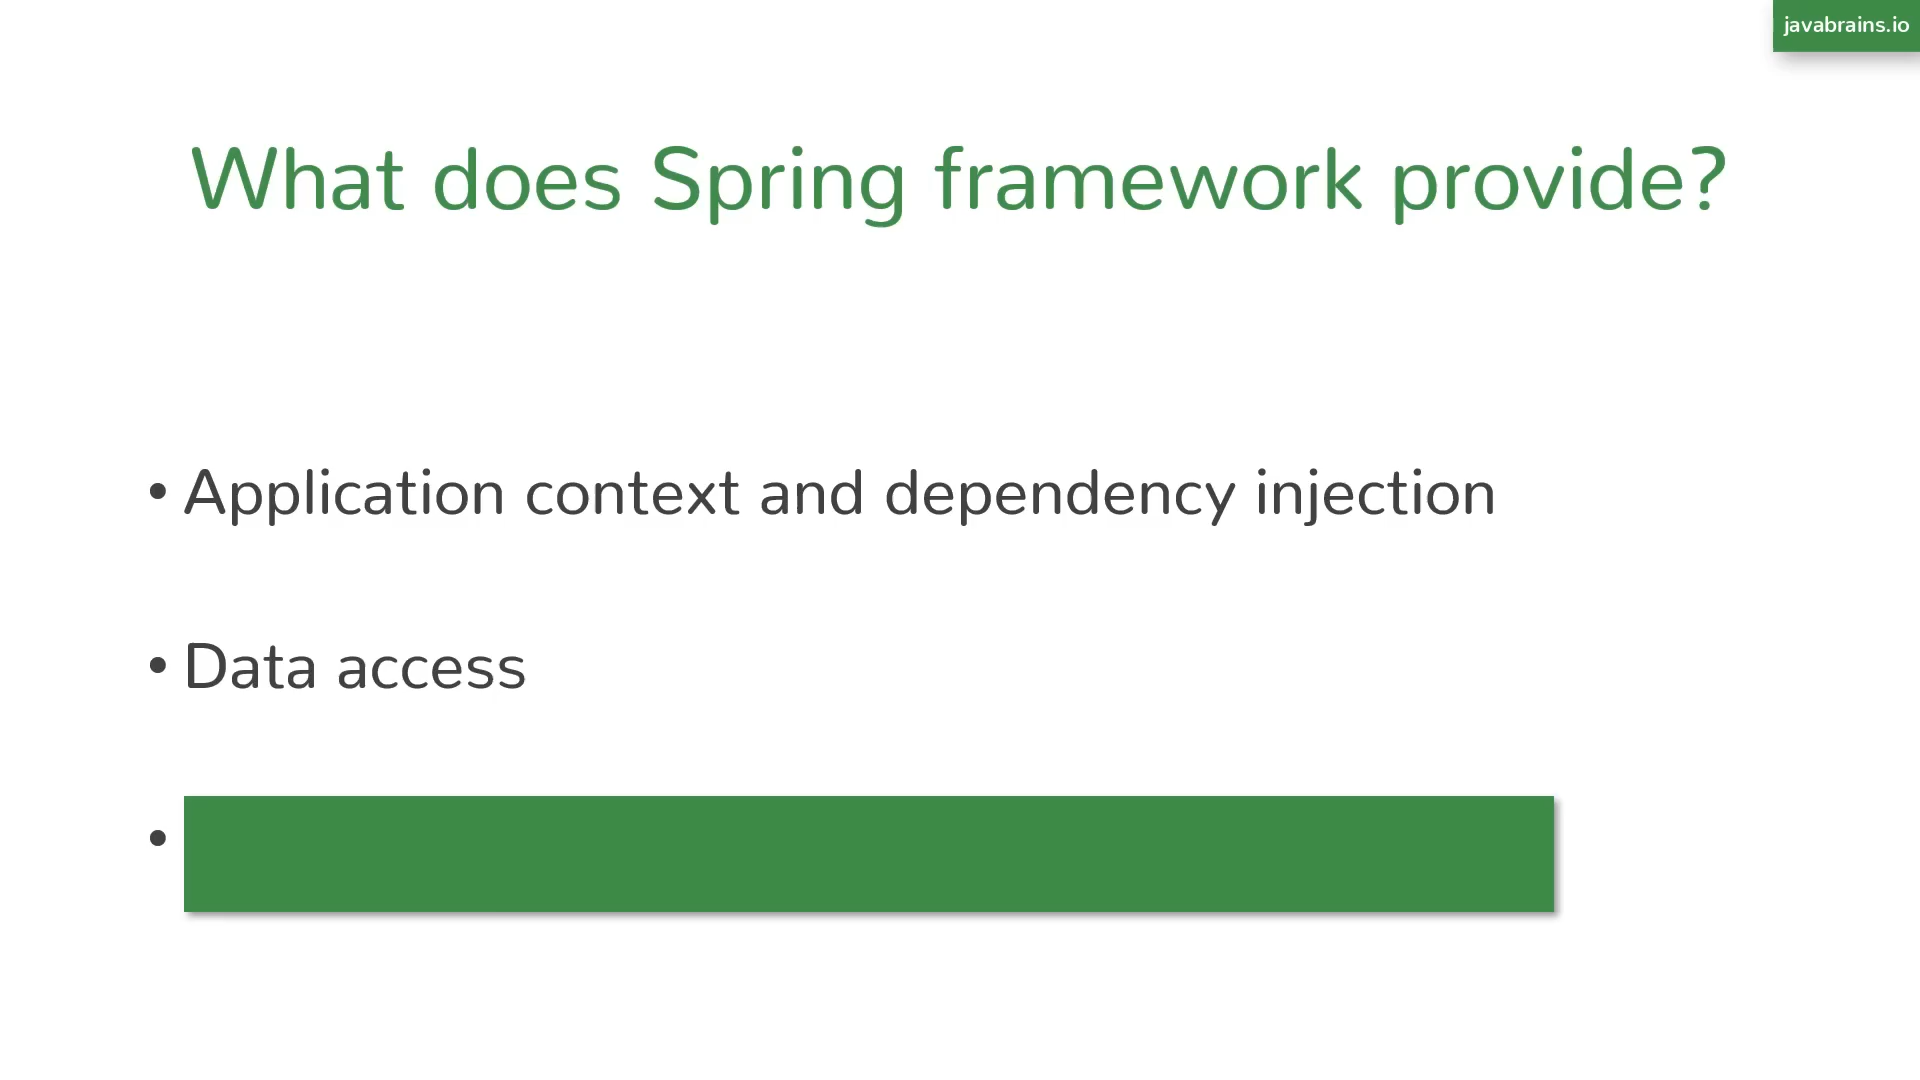 javabrains.io
What does Spring framework provide?
• Application context and dependency injection
• Data access
•